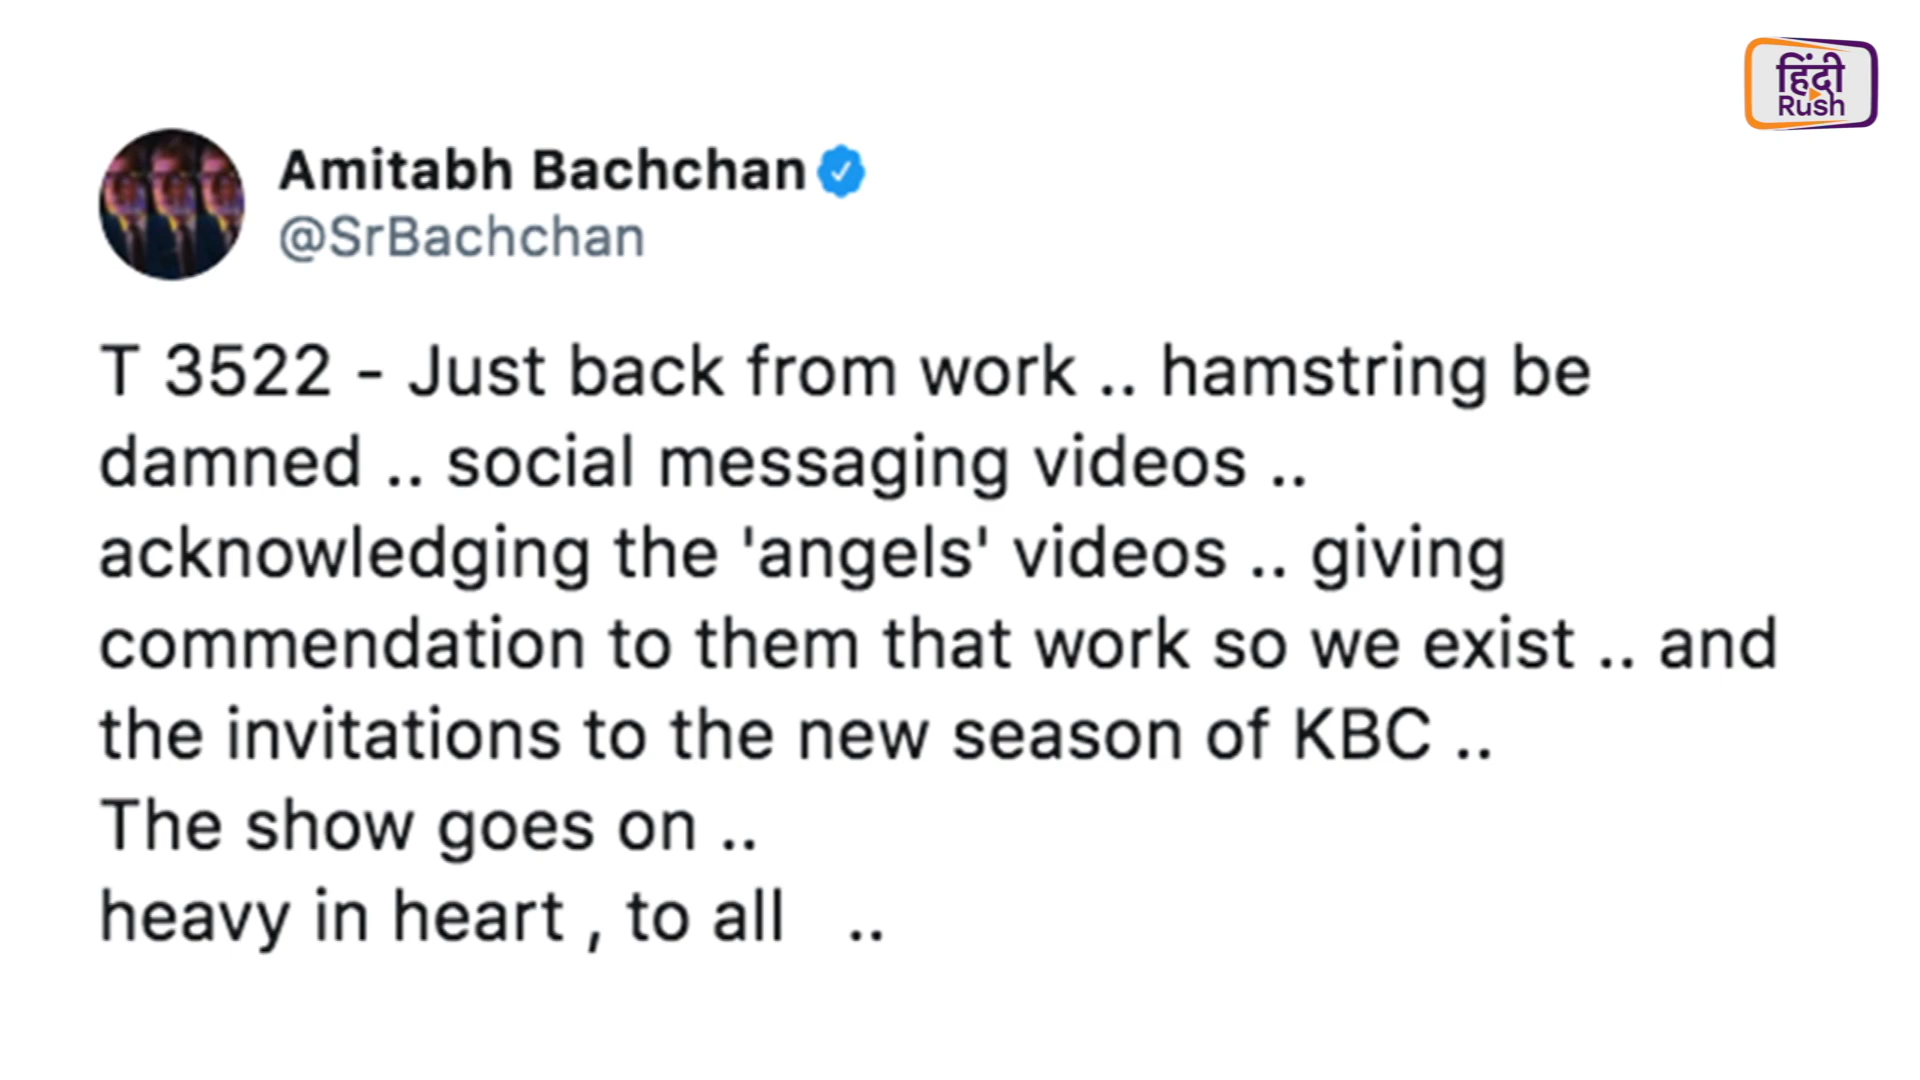 हिंदी
Rush
Amitabh Bachchan
@SrBachchan
T 3522 - Just back from work .. hamstring be
damned .. social messaging videos ..
acknowledging the 'angels' videos .. giving
commendation to them that work so we exist .. and
the invitations to the new season of KBC ..
The show goes on ..
heavy in heart , to all ..